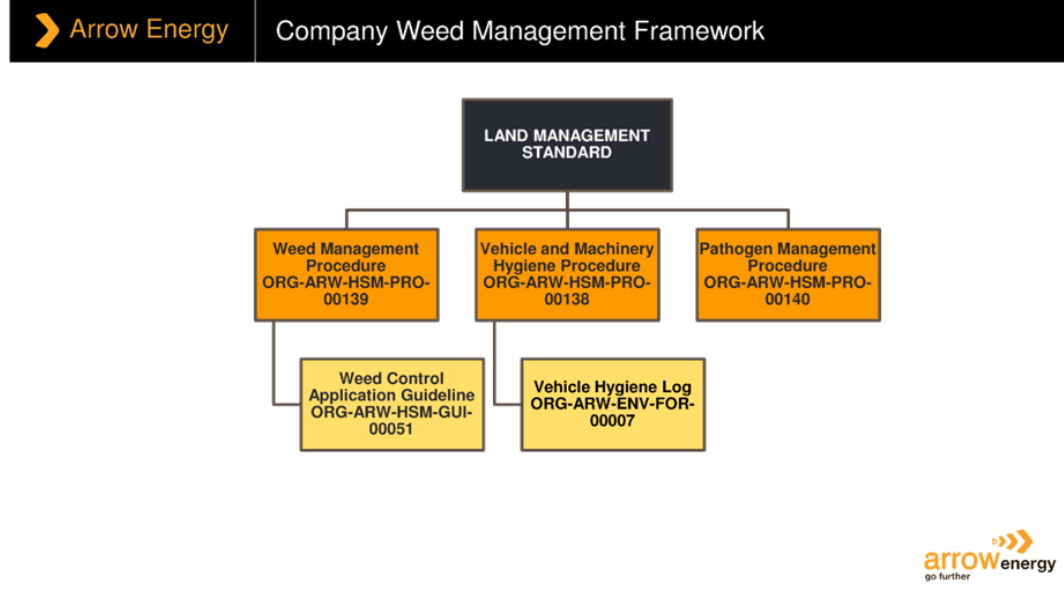 Arrow Energy
Company Weed Management Framework
LAND MANAGEMENT
STANDARD
Weed Management
Procedure
ORG-ARW-HSM-PRO-
00139
Vehicle and Machinery
Hygiene Procedure
ORG-ARW-HSM-PRO-
00138
Pathogen Management
Procedure
ORG-ARW-HSM-PRO-
00140
Weed Control
Application Guideline
ORG-ARW-HSM-GUI-
00051
Vehicle Hygiene Log
ORG-ARW-ENV-FOR-
00007
arrowenergy
go further